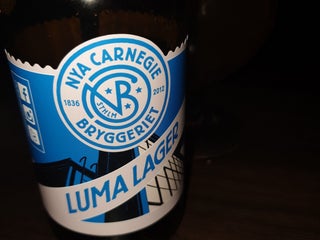 NYA CARNEGIE
1836
2012
STHLM
BRYGGERIET
LUMA LAGER